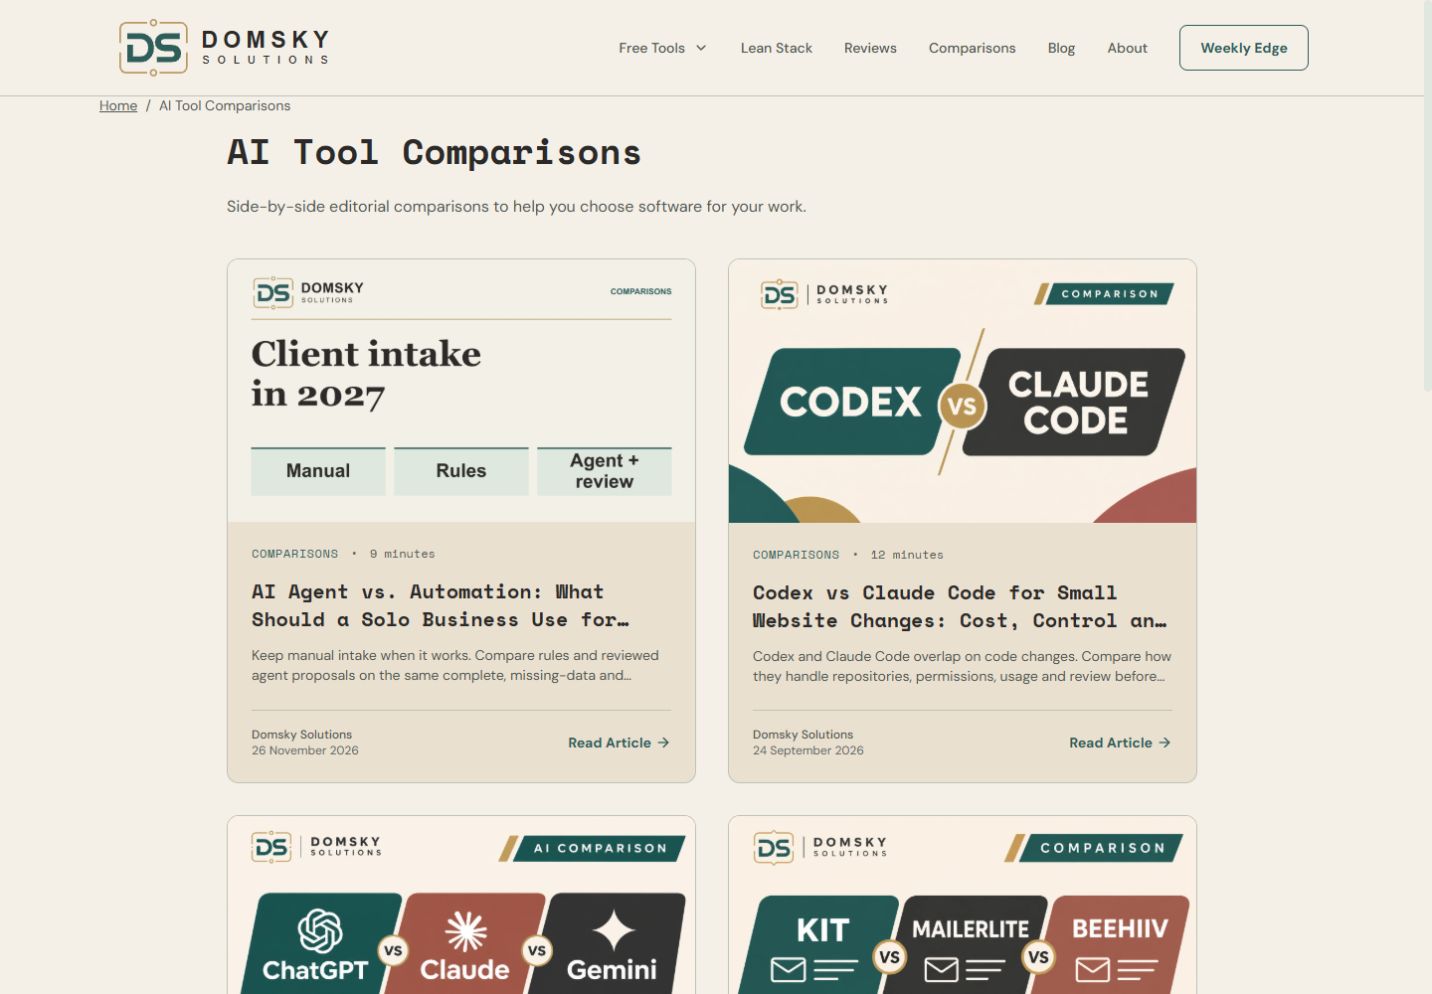 DS DOMSKY
SOLUTIONS
Free Tools
Lean Stack
Reviews
Comparisons
Blog
About
Weekly Edge
Home / AI Tool Comparisons
AI Tool Comparisons
Side-by-side editorial comparisons to help you choose software for your work.
DS DOMSKY
SOLUTIONS
COMPARISONS
Client intake
in 2027
Manual
Rules
Agent +
review
COMPARISONS • 9 minutes
AI Agent vs. Automation: What
Should a Solo Business Use for…
Keep manual intake when it works. Compare rules and reviewed
agent proposals on the same complete, missing-data and…
Domsky Solutions
26 November 2026
Read Article →
DS DOMSKY
SOLUTIONS
COMPARISON
CODEX
VS
CLAUDE
CODE
COMPARISONS • 12 minutes
Codex vs Claude Code for Small
Website Changes: Cost, Control an…
Codex and Claude Code overlap on code changes. Compare how
they handle repositories, permissions, usage and review before…
Domsky Solutions
24 September 2026
Read Article →
DS DOMSKY
SOLUTIONS
AI COMPARISON
ChatGPT
VS
Claude
VS
Gemini
DS DOMSKY
SOLUTIONS
COMPARISON
KIT
VS
MAILERLITE
VS
BEEHIIV